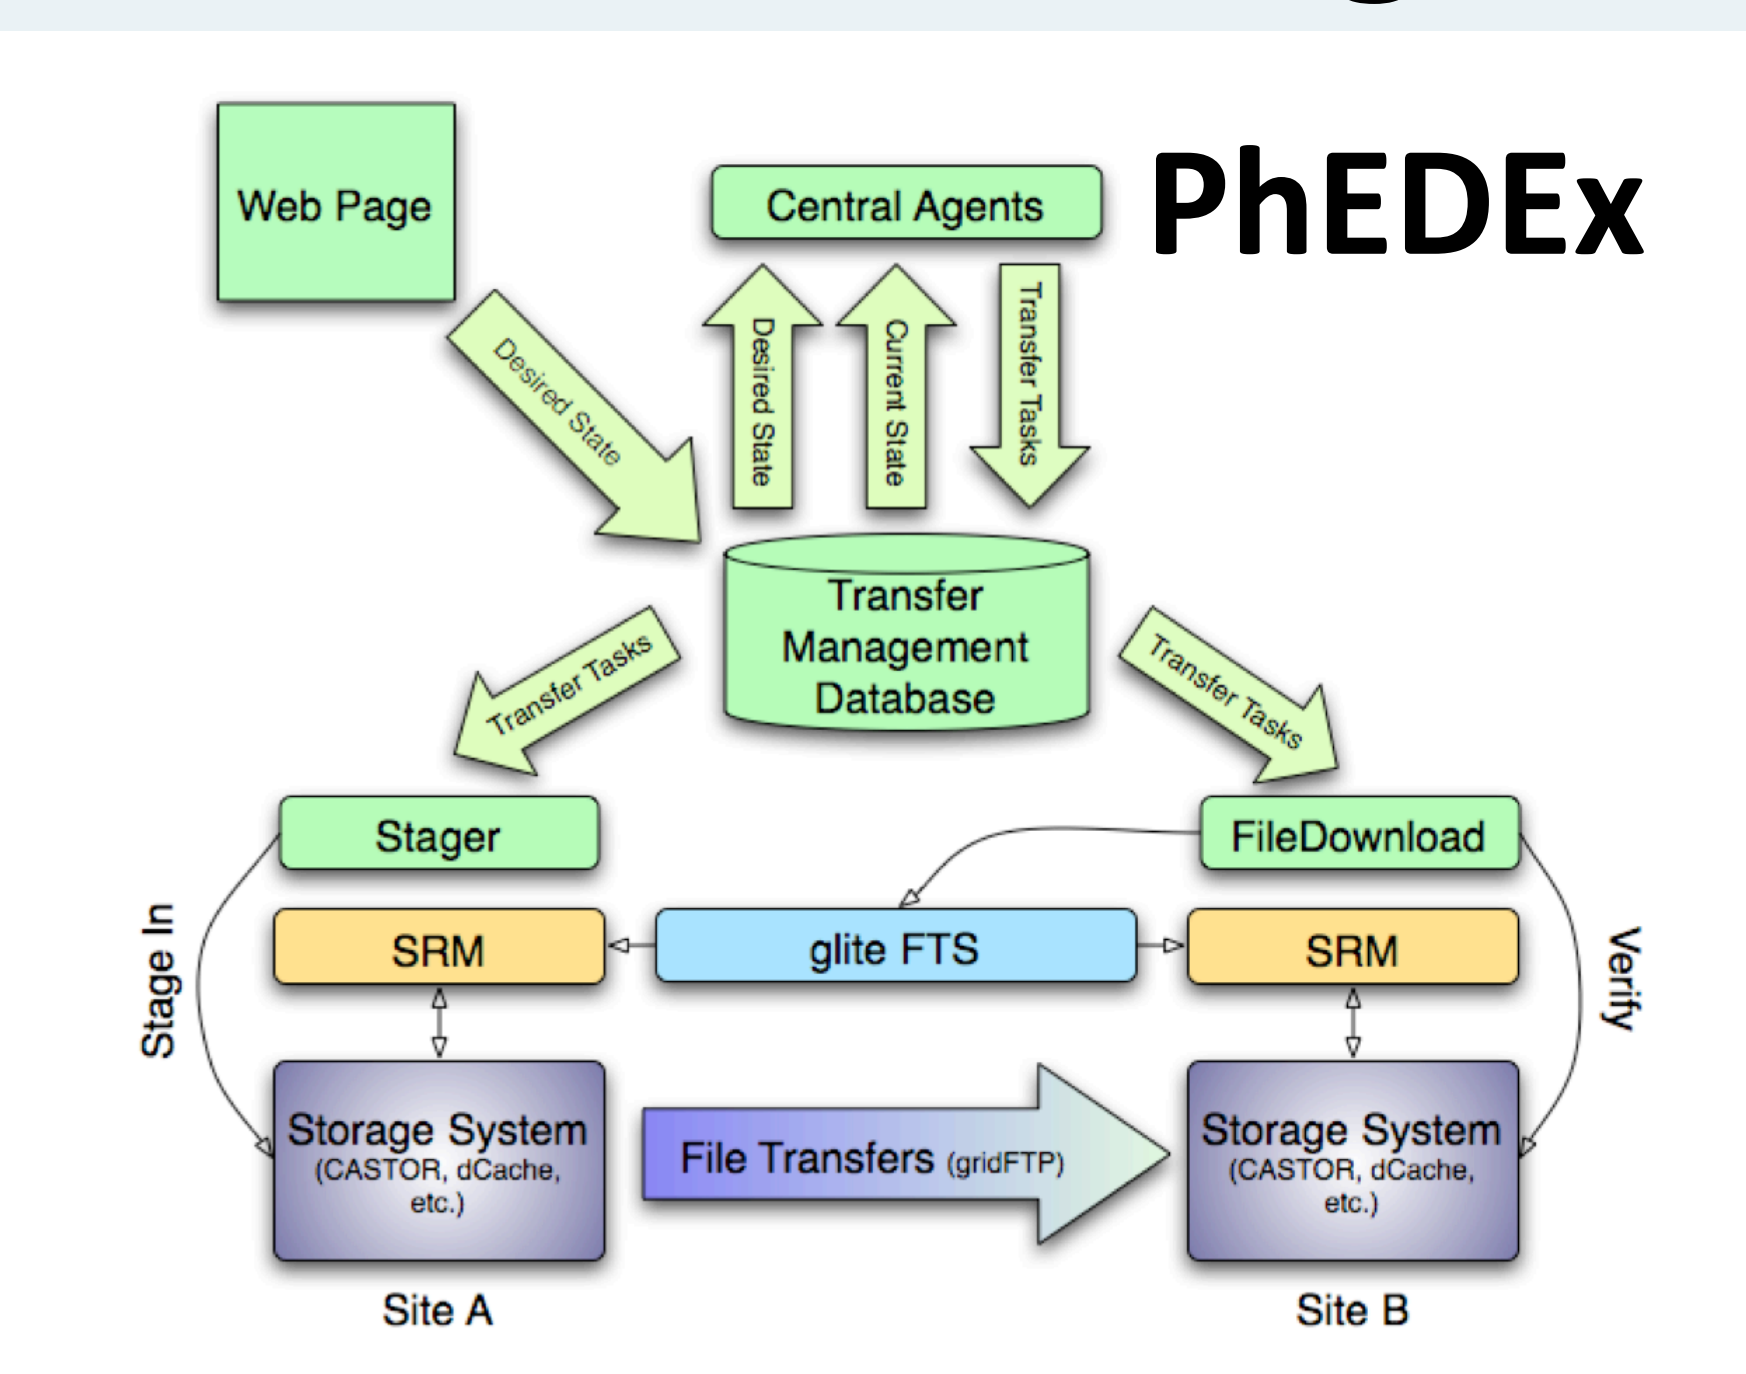 PhEDEx
Web Page
Central Agents
Desired State
Desired State
Current State
Transfer Tasks
Transfer
Management
Database
Transfer Tasks
Transfer Tasks
Stager
FileDownload
Stage In
SRM
glite FTS
SRM
Verify
Storage System
(CASTOR, dCache,
etc.)
File Transfers (gridFTP)
Storage System
(CASTOR, dCache,
etc.)
Site A
Site B